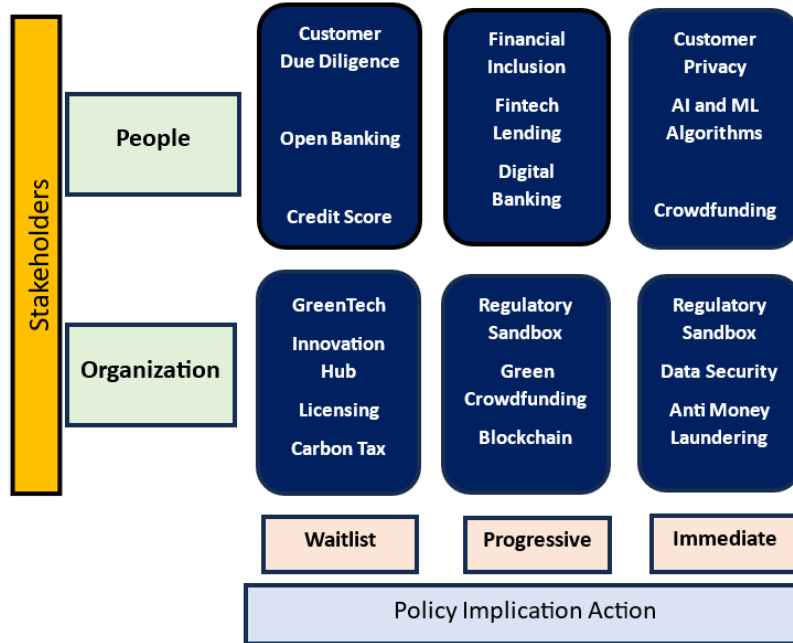 Stakeholders
People
Customer
Due Diligence
Open Banking
Credit Score
Financial
Inclusion
Fintech
Lending
Digital
Banking
Customer
Privacy
AI and ML
Algorithms
Crowdfunding
Organization
GreenTech
Innovation
Hub
Licensing
Carbon Tax
Regulatory
Sandbox
Green
Crowdfunding
Blockchain
Regulatory
Sandbox
Data Security
Anti Money
Laundering
Waitlist
Progressive
Immediate
Policy Implication Action